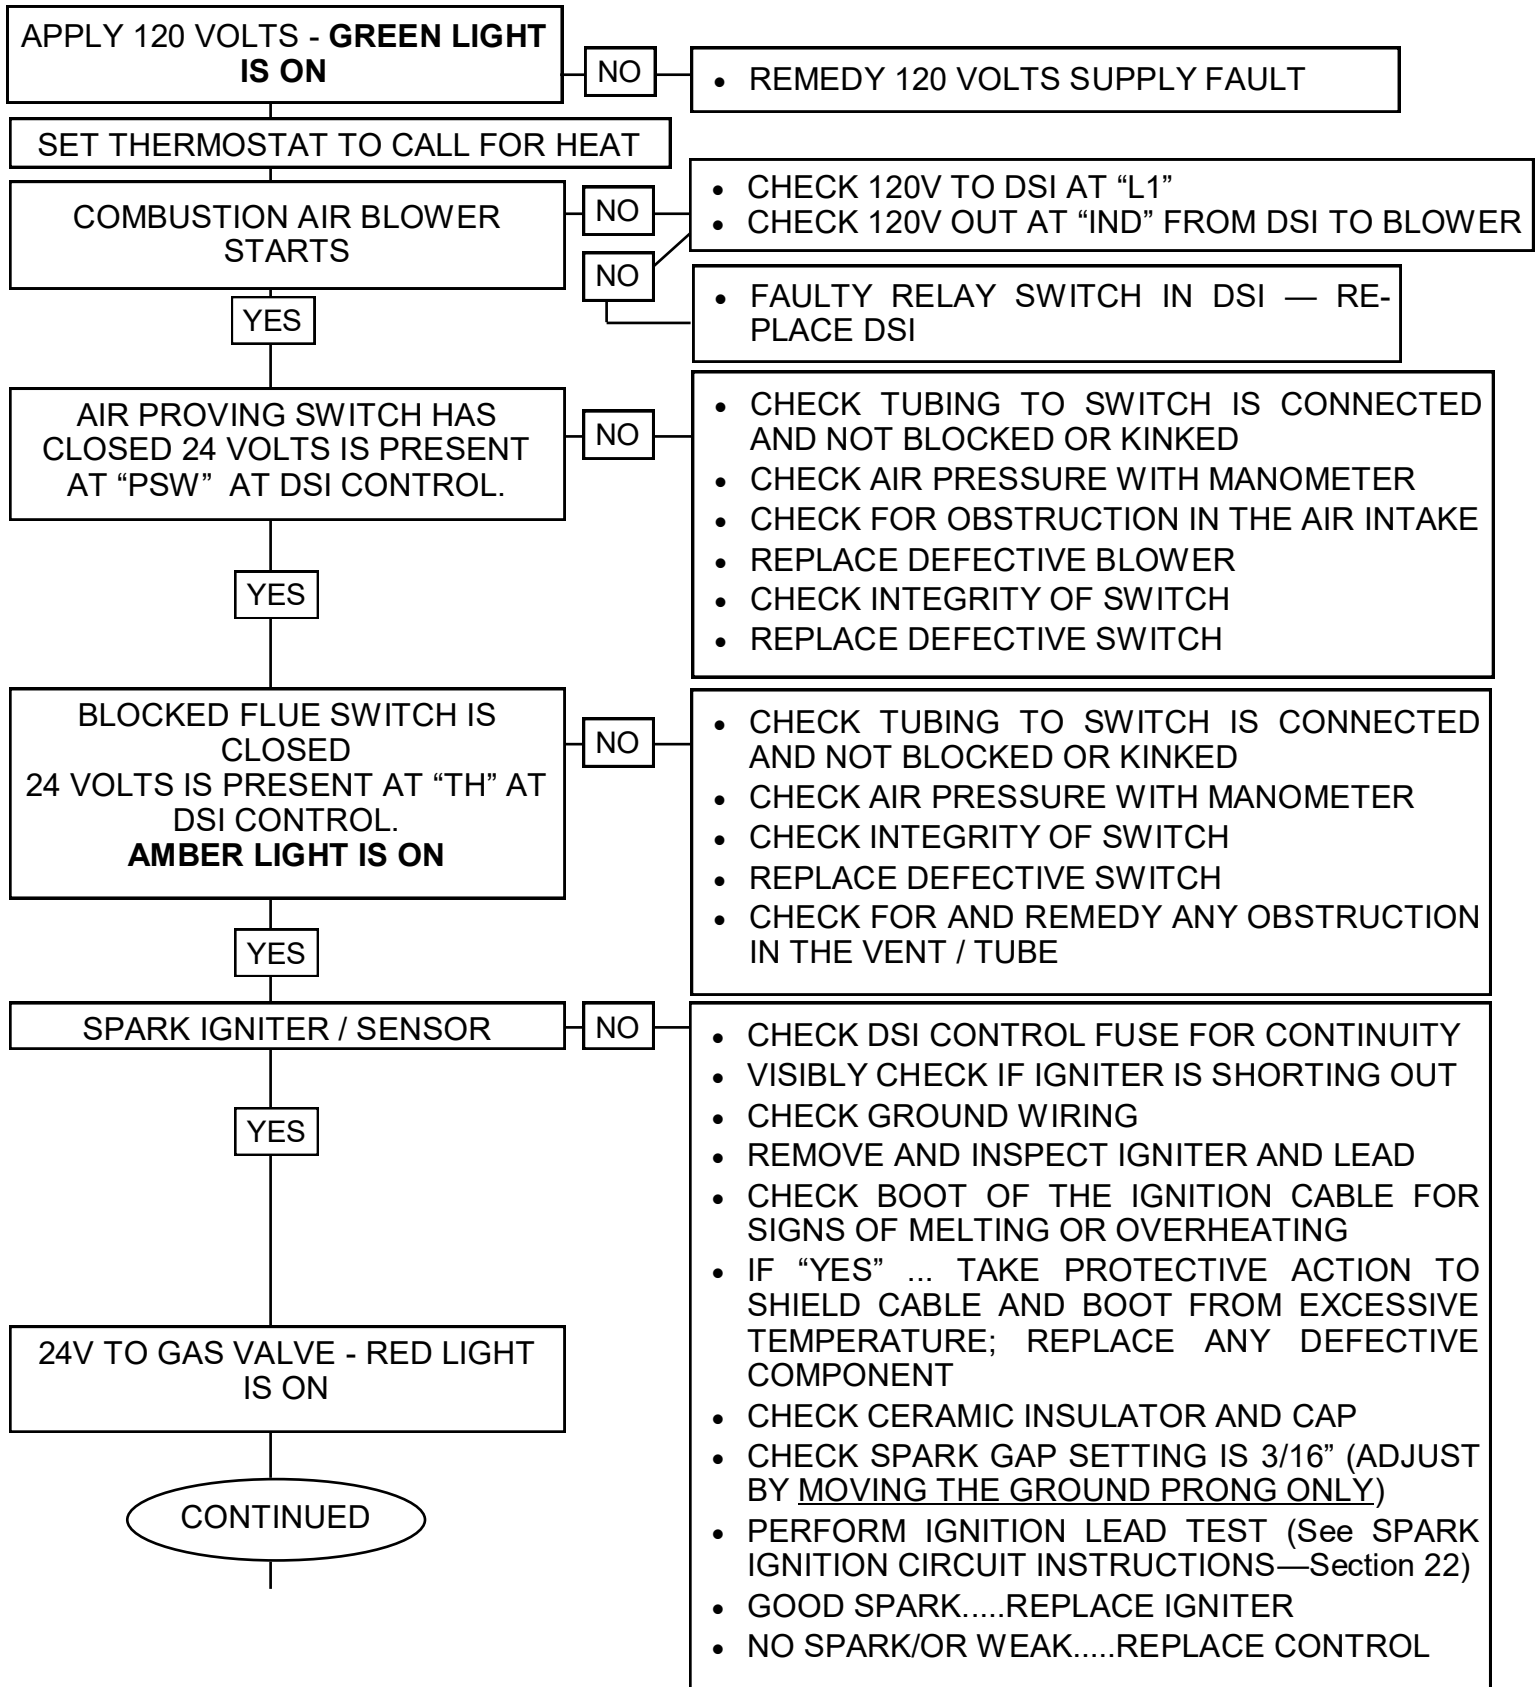 APPLY 120 VOLTS - GREEN LIGHT
IS ON
NO
• REMEDY 120 VOLTS SUPPLY FAULT
SET THERMOSTAT TO CALL FOR HEAT
COMBUSTION AIR BLOWER
STARTS
NO
• CHECK 120V TO DSI AT “L1”
• CHECK 120V OUT AT “IND” FROM DSI TO BLOWER
NO
• FAULTY RELAY SWITCH IN DSI — RE-
PLACE DSI
YES
AIR PROVING SWITCH HAS
CLOSED 24 VOLTS IS PRESENT
AT “PSW” AT DSI CONTROL.
NO
• CHECK TUBING TO SWITCH IS CONNECTED
AND NOT BLOCKED OR KINKED
• CHECK AIR PRESSURE WITH MANOMETER
• CHECK FOR OBSTRUCTION IN THE AIR INTAKE
• REPLACE DEFECTIVE BLOWER
• CHECK INTEGRITY OF SWITCH
• REPLACE DEFECTIVE SWITCH
YES
BLOCKED FLUE SWITCH IS
CLOSED
24 VOLTS IS PRESENT AT “TH” AT
DSI CONTROL.
AMBER LIGHT IS ON
NO
• CHECK TUBING TO SWITCH IS CONNECTED
AND NOT BLOCKED OR KINKED
• CHECK AIR PRESSURE WITH MANOMETER
• CHECK INTEGRITY OF SWITCH
• REPLACE DEFECTIVE SWITCH
• CHECK FOR AND REMEDY ANY OBSTRUCTION
IN THE VENT / TUBE
YES
SPARK IGNITER / SENSOR
NO
• CHECK DSI CONTROL FUSE FOR CONTINUITY
• VISIBLY CHECK IF IGNITER IS SHORTING OUT
• CHECK GROUND WIRING
• REMOVE AND INSPECT IGNITER AND LEAD
• CHECK BOOT OF THE IGNITION CABLE FOR
SIGNS OF MELTING OR OVERHEATING
• IF “YES” ... TAKE PROTECTIVE ACTION TO
SHIELD CABLE AND BOOT FROM EXCESSIVE
TEMPERATURE; REPLACE ANY DEFECTIVE
COMPONENT
• CHECK CERAMIC INSULATOR AND CAP
• CHECK SPARK GAP SETTING IS 3/16” (ADJUST
BY MOVING THE GROUND PRONG ONLY)
• PERFORM IGNITION LEAD TEST (See SPARK
IGNITION CIRCUIT INSTRUCTIONS—Section 22)
• GOOD SPARK.....REPLACE IGNITER
• NO SPARK/OR WEAK.....REPLACE CONTROL
YES
24V TO GAS VALVE - RED LIGHT
IS ON
CONTINUED